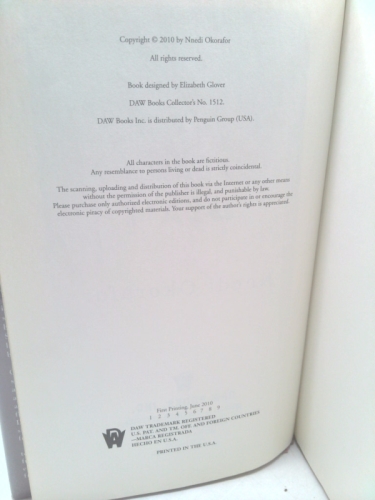 Copyright © 2010 by Nnedi Okorafor
All rights reserved.
Book designed by Elizabeth Glover
DAW Books Collector's No. 1512.
DAW Books Inc. is distributed by Penguin Group (USA).
All characters in the book are fictitious.
Any resemblance to persons living or dead is strictly coincidental.
The scanning, uploading and distribution of this book via the Internet or any other means
without the permission of the publisher is illegal, and punishable by law.
Please purchase only authorized electronic editions, and do not participate in or encourage the
electronic piracy of copyrighted materials. Your support of the author's rights is appreciated.
First Printing, June 2010
1 2 3 4 5 6 7 8 9
DAW TRADEMARK REGISTERED
U.S. PAT. AND TM. OFF. AND FOREIGN COUNTRIES
—MARCA REGISTRADA
HECHO EN U.S.A.
PRINTED IN THE U.S.A.